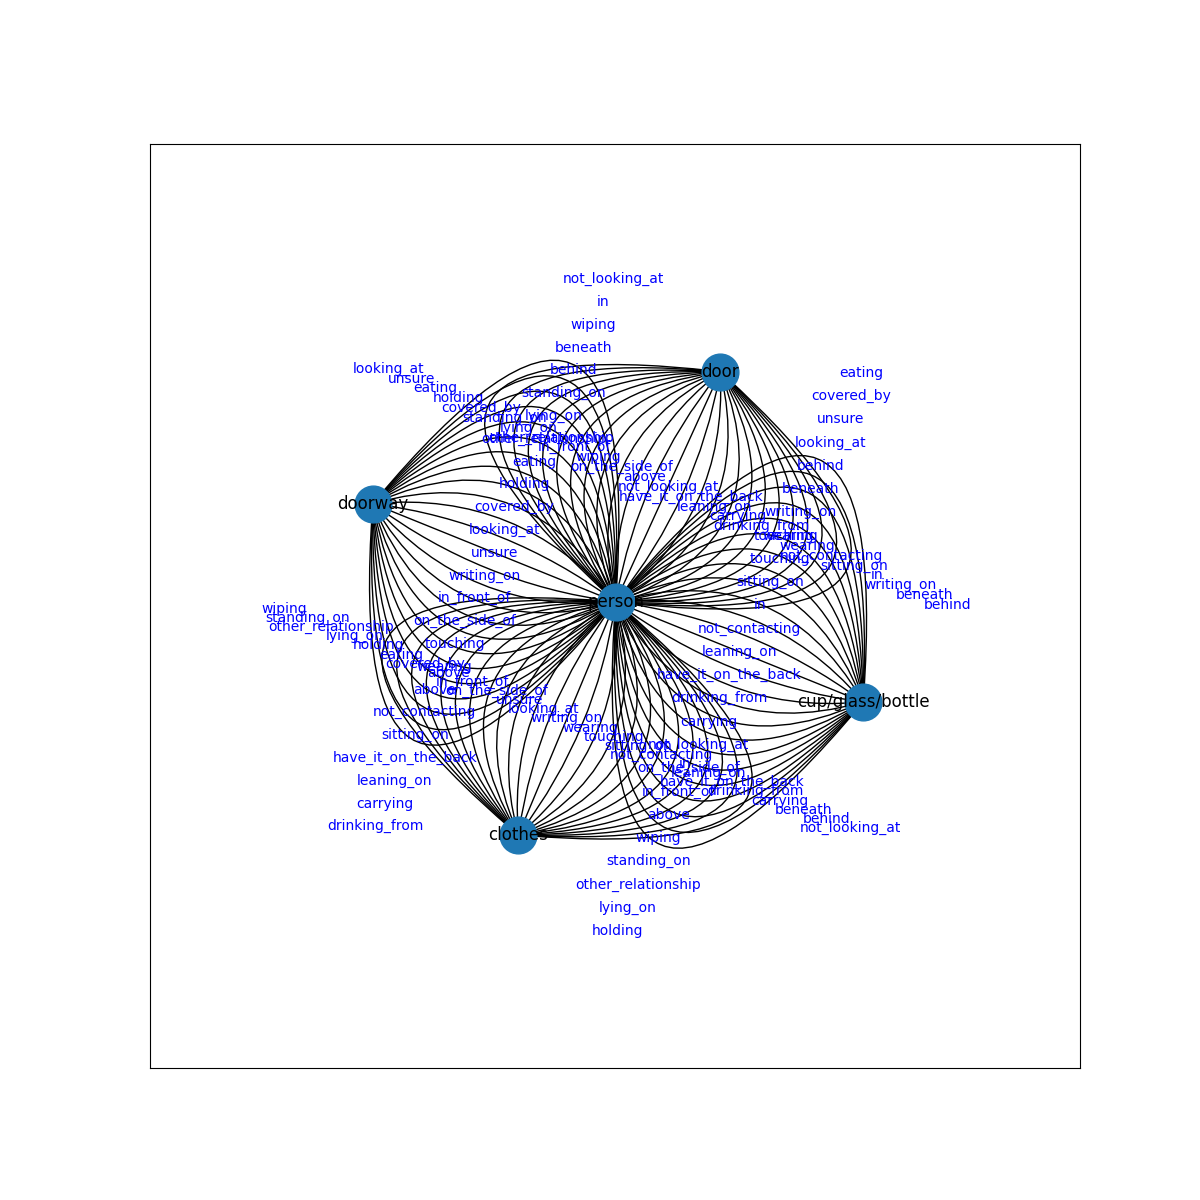 not_looking_at
in
wiping
beneath
looking_at
behind
door
eating
unsure
eating
standing_on
covered_by
holding
covered_by
lying_on
unsure
standing_on
lying_on
other_relationship
in_front_of
looking_at
wiping
eating
on_the_side_of
behind
above
holding
not_looking_at
beneath
have_it_on_the_back
doorway
covered_by
leaning_on
writing_on
carrying
looking_at
drinking_from
touching
wearing
wearing
unsure
touching
not_contacting
sitting_on
writing_on
in
sitting_on
writing_on
in_front_of
person
in
beneath
behind
wiping
standing_on
on_the_side_of
other_relationship
not_contacting
lying_on
touching
holding
leaning_on
eating
covered_by
wearing
above
have_it_on_the_back
in_front_of
above
on_the_side_of
drinking_from
unsure
cup/glass/bottle
not_contacting
looking_at
writing_on
carrying
sitting_on
wearing
touching
sitting_on
not_looking_at
have_it_on_the_back
not_contacting
in
on_the_side_of
leaning_on
leaning_on
have_it_on_the_back
in_front_of
drinking_from
carrying
carrying
beneath
above
behind
drinking_from
clothes
not_looking_at
wiping
standing_on
other_relationship
lying_on
holding